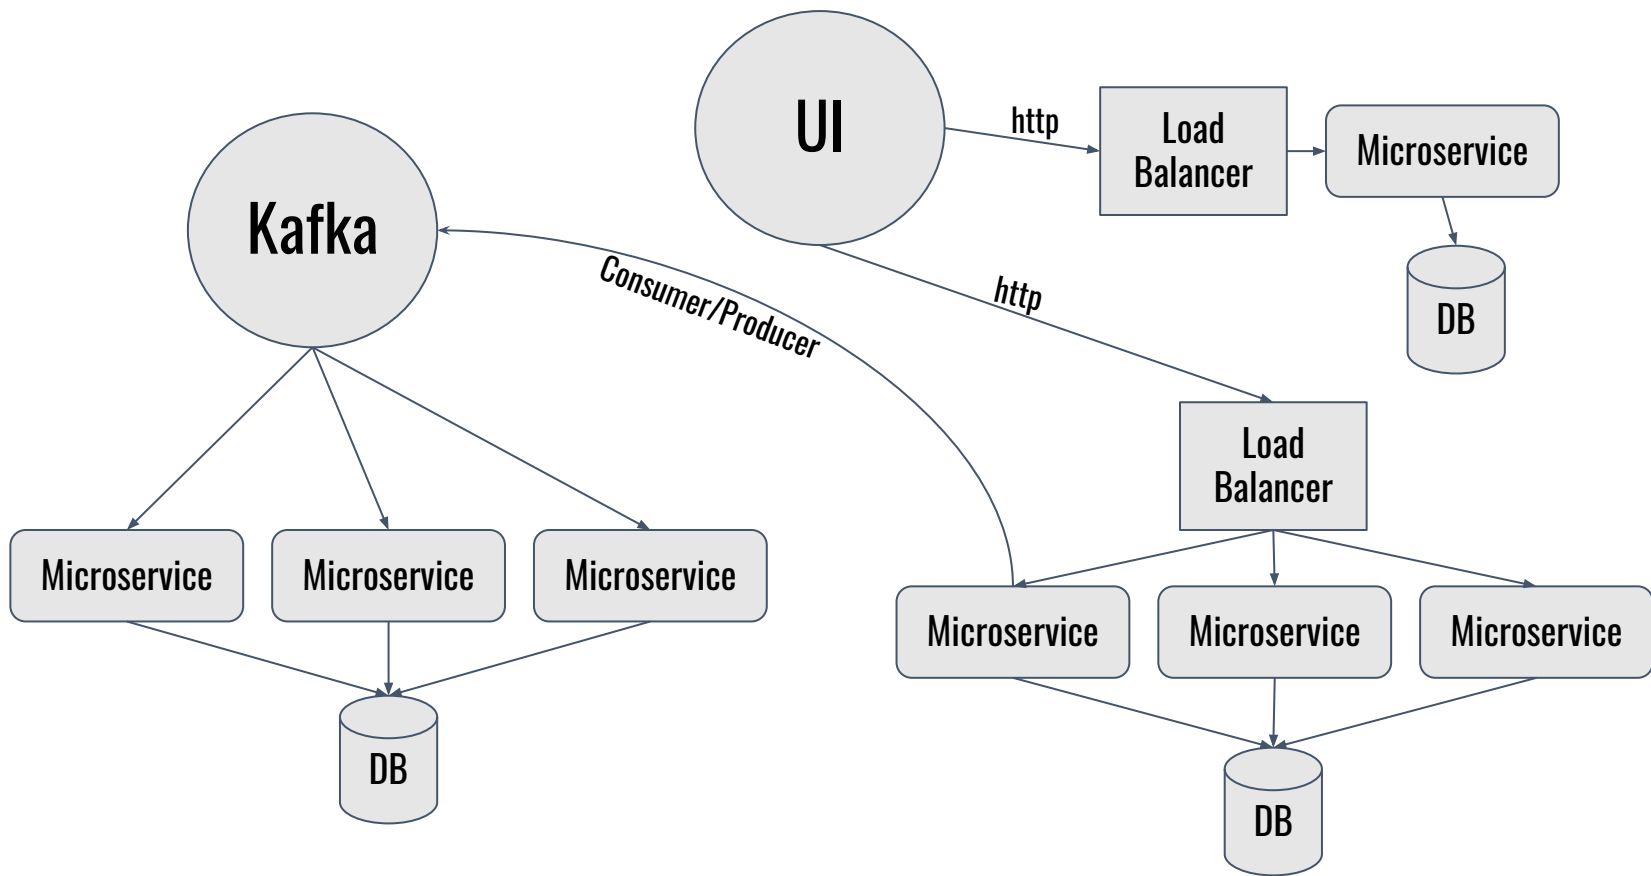 UI
http
Load
Balancer
Microservice
DB
Kafka
Consumer/Producer
http
Load
Balancer
Microservice
Microservice
Microservice
DB
Microservice
Microservice
Microservice
DB